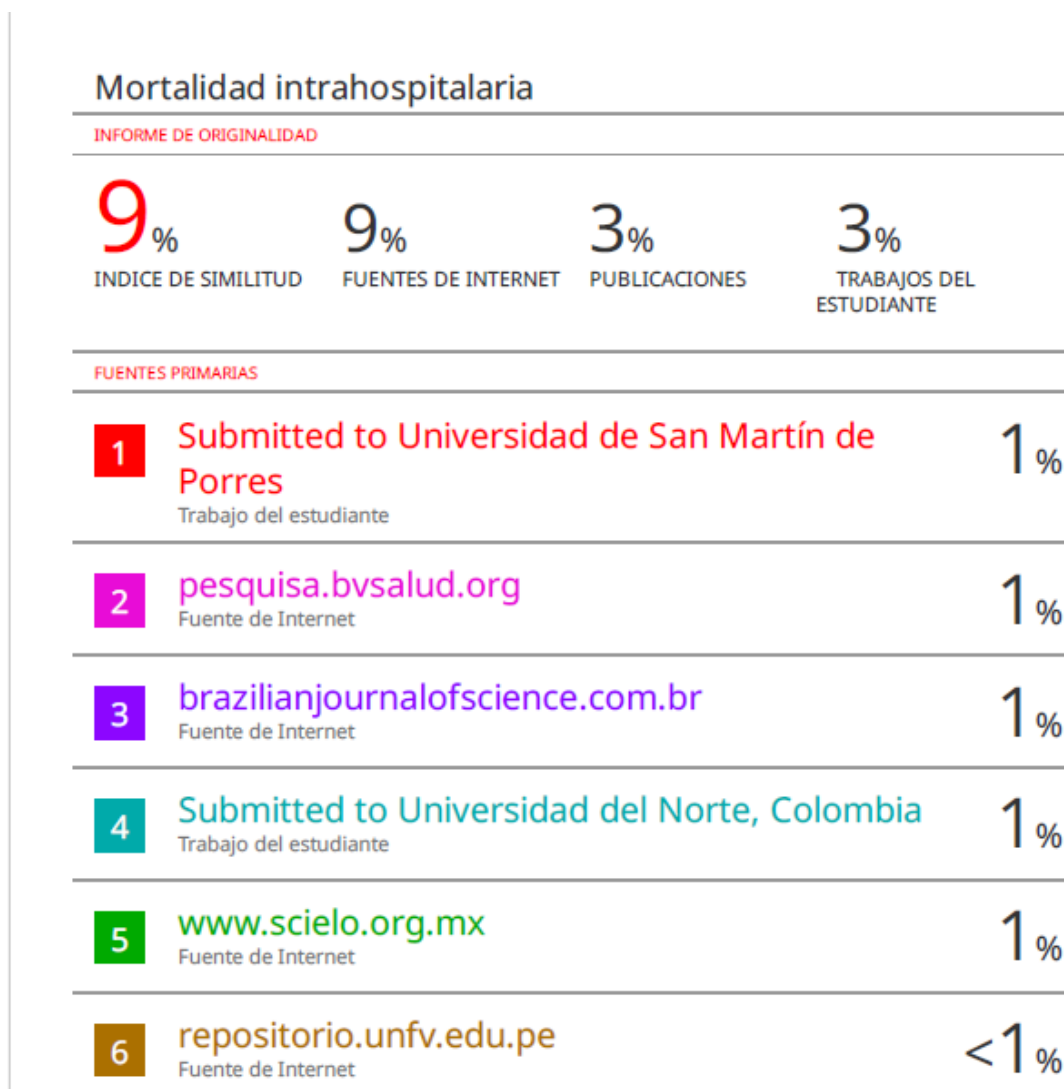 Mortalidad intrahospitalaria
INFORME DE ORIGINALIDAD
9%
9%
3%
3%
INDICE DE SIMILITUD
FUENTES DE INTERNET
PUBLICACIONES
TRABAJOS DEL
ESTUDIANTE
FUENTES PRIMARIAS
1
Submitted to Universidad de San Martín de
Porres
Trabajo del estudiante
1%
2
pesquisa.bvsalud.org
Fuente de Internet
1%
3
brazilianjournalofscience.com.br
Fuente de Internet
1%
4
Submitted to Universidad del Norte, Colombia
Trabajo del estudiante
1%
5
www.scielo.org.mx
Fuente de Internet
1%
6
repositorio.unfv.edu.pe
Fuente de Internet
<1%